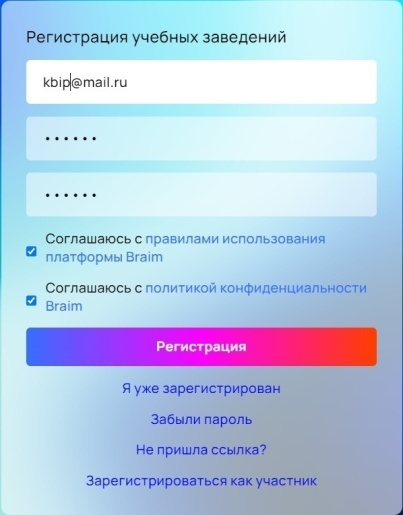 Регистрация учебных заведений
kbip@mail.ru
••••••
••••••
Соглашаюсь с правилами использования
платформы Braim
Соглашаюсь с политикой конфиденциальности
Braim
Регистрация
Я уже зарегистрирован
Забыли пароль
Не пришла ссылка?
Зарегистрироваться как участник